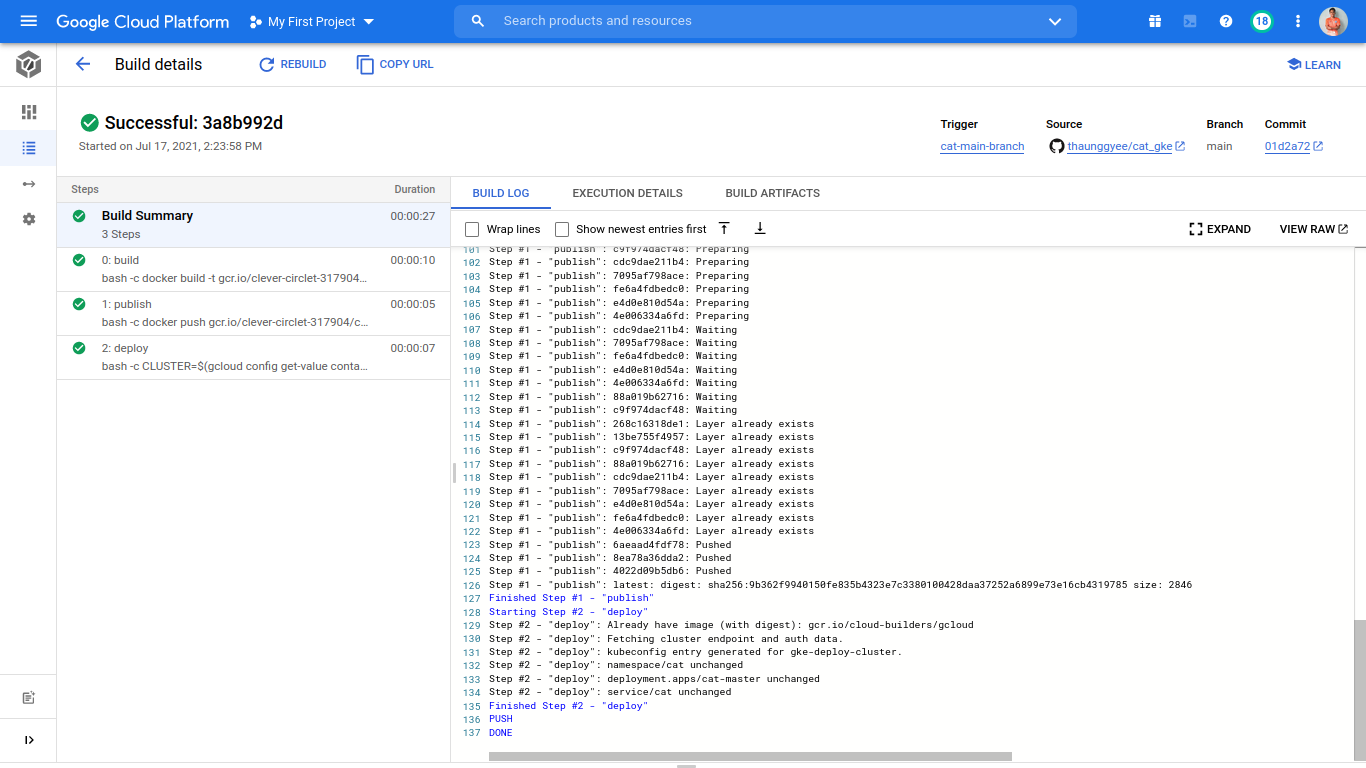 Google Cloud Platform
My First Project
Search products and resources
18
Build details
REBUILD
COPY URL
LEARN
Successful: 3a8b992d
Started on Jul 17, 2021, 2:23:58 PM
Trigger
Source
Branch
Commit
cat-main-branch
thaunggyee/cat_gke
main
01d2a72
Steps
Duration
Build Summary
00:00:27
3 Steps
0: build
00:00:10
bash -c docker build -t gcr.io/clever-circlet-317904...
1: publish
00:00:05
bash -c docker push gcr.io/clever-circlet-317904/c...
2: deploy
00:00:07
bash -c CLUSTER=$(gcloud config get-value conta...
BUILD LOG
EXECUTION DETAILS
BUILD ARTIFACTS
Wrap lines
Show newest entries first
EXPAND
VIEW RAW
101 Step #1 - "publish": c9f974dacf48: Preparing
102 Step #1 - "publish": cdc9dae211b4: Preparing
103 Step #1 - "publish": 7095af798ace: Preparing
104 Step #1 - "publish": fe6a4fdbedc0: Preparing
105 Step #1 - "publish": e4d0e810d54a: Preparing
106 Step #1 - "publish": 4e006334a6fd: Preparing
107 Step #1 - "publish": cdc9dae211b4: Waiting
108 Step #1 - "publish": 7095af798ace: Waiting
109 Step #1 - "publish": fe6a4fdbedc0: Waiting
110 Step #1 - "publish": e4d0e810d54a: Waiting
111 Step #1 - "publish": 4e006334a6fd: Waiting
112 Step #1 - "publish": 88a019b62716: Waiting
113 Step #1 - "publish": c9f974dacf48: Waiting
114 Step #1 - "publish": 268c16318de1: Layer already exists
115 Step #1 - "publish": 13be755f4957: Layer already exists
116 Step #1 - "publish": c9f974dacf48: Layer already exists
117 Step #1 - "publish": 88a019b62716: Layer already exists
118 Step #1 - "publish": cdc9dae211b4: Layer already exists
119 Step #1 - "publish": 7095af798ace: Layer already exists
120 Step #1 - "publish": e4d0e810d54a: Layer already exists
121 Step #1 - "publish": fe6a4fdbedc0: Layer already exists
122 Step #1 - "publish": 4e006334a6fd: Layer already exists
123 Step #1 - "publish": 6aeaad4fdf78: Pushed
124 Step #1 - "publish": 8ea78a36dda2: Pushed
125 Step #1 - "publish": 4022d09b5db6: Pushed
126 Step #1 - "publish": latest: digest: sha256:9b362f9940150fe835b4323e7c3380100428daa37252a6899e73e16cb4319785 size: 2846
127 Finished Step #1 - "publish"
128 Starting Step #2 - "deploy"
129 Step #2 - "deploy": Already have image (with digest): gcr.io/cloud-builders/gcloud
130 Step #2 - "deploy": Fetching cluster endpoint and auth data.
131 Step #2 - "deploy": kubeconfig entry generated for gke-deploy-cluster.
132 Step #2 - "deploy": namespace/cat unchanged
133 Step #2 - "deploy": deployment.apps/cat-master unchanged
134 Step #2 - "deploy": service/cat unchanged
135 Finished Step #2 - "deploy"
136 PUSH
137 DONE